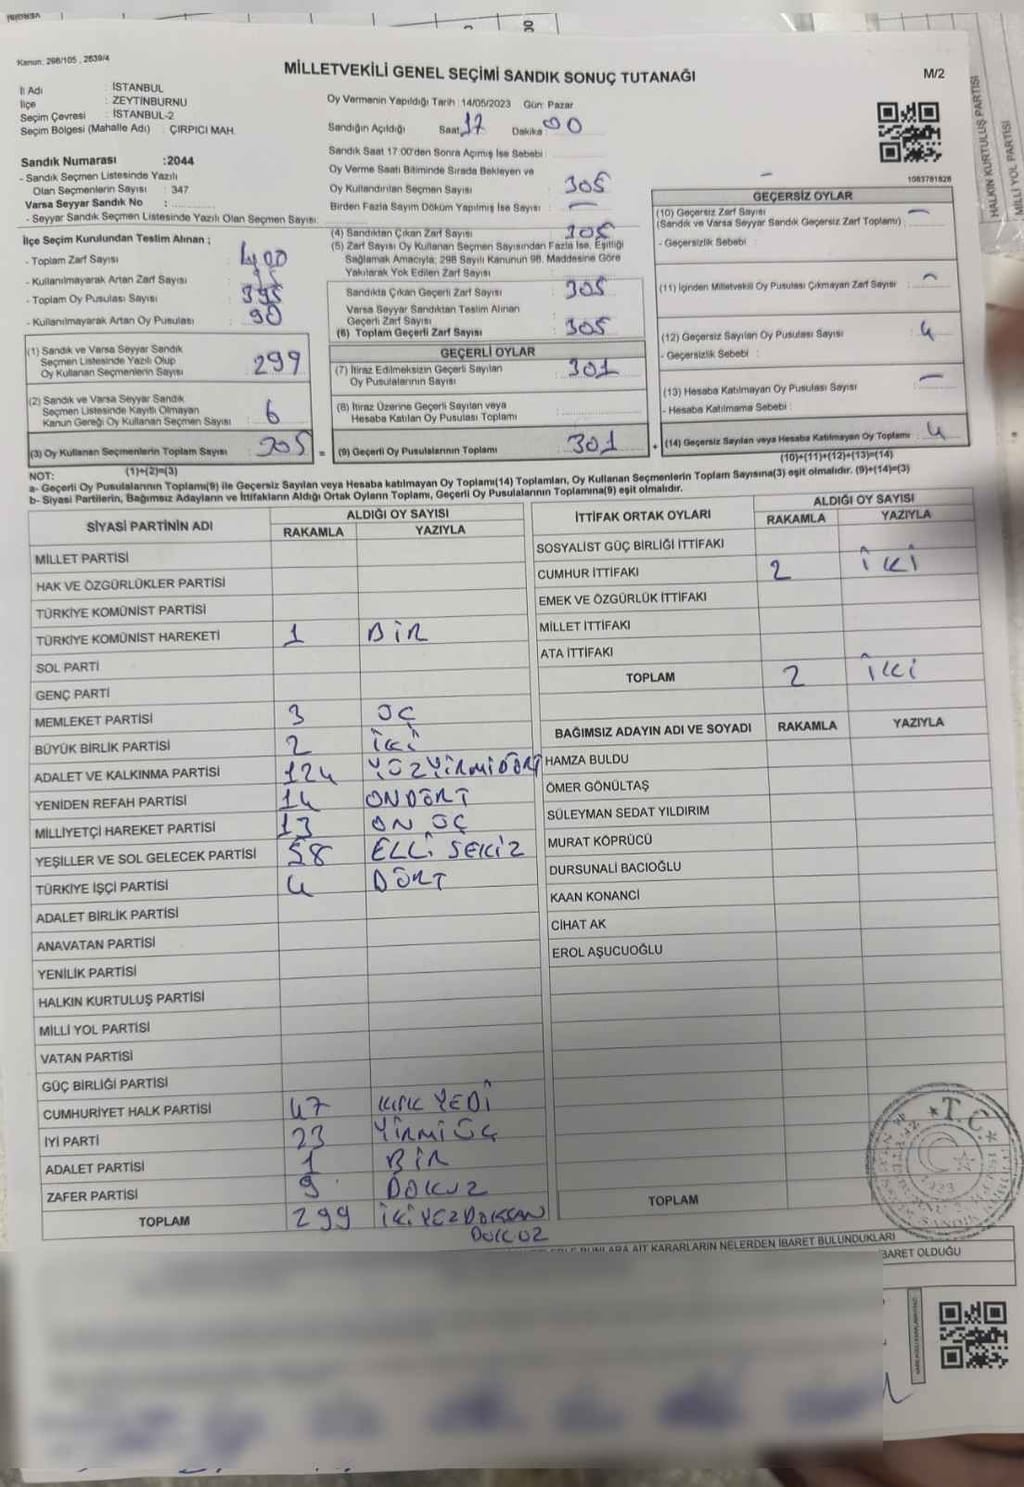 Kanun: 298/105 , 2839/4
MİLLETVEKİLİ GENEL SEÇİMİ SANDIK SONUÇ TUTANAĞI
M/2
İl Adı : İSTANBUL
İlçe : ZEYTİNBURNU
Seçim Çevresi : İSTANBUL-2
Seçim Bölgesi (Mahalle Adı) : ÇIRPICI MAH.
Oy Vermenin Yapıldığı Tarih :14/05/2023 Gün: Pazar
Sandığın Açıldığı Saat 17 Dakika 00
Sandık Saat 17:00'den Sonra Açılmış İse Sebebi :
Sandık Numarası :2044
- Sandık Seçmen Listesinde Yazılı
Olan Seçmenlerin Sayısı : 347
Varsa Seyyar Sandık No :
- Seyyar Sandık Seçmen Listesinde Yazılı Olan Seçmen Sayısı:
Oy Verme Saati Bitiminde Sırada Bekleyen ve
Oy Kullandırılan Seçmen Sayısı : 305
Birden Fazla Sayım Döküm Yapılmış İse Sayısı : —
1083781828
İlçe Seçim Kurulundan Teslim Alınan ;
- Toplam Zarf Sayısı : 400
- Kullanılmayarak Artan Zarf Sayısı : 95
- Toplam Oy Pusulası Sayısı : 395
- Kullanılmayarak Artan Oy Pusulası : 90
(1) Sandık ve Varsa Seyyar Sandık
Seçmen Listesinde Yazılı Olup
Oy Kullanan Seçmenlerin Sayısı : 299
(2) Sandık ve Varsa Seyyar Sandık
Seçmen Listesinde Kayıtlı Olmayan
Kanun Gereği Oy Kullanan Seçmen Sayısı : 6
(3) Oy Kullanan Seçmenlerin Toplam Sayısı : 305
(1)+(2)=(3)
(4) Sandıktan Çıkan Zarf Sayısı : 305
(5) Zarf Sayısı Oy Kullanan Seçmen Sayısından Fazla İse, Eşitliği
Sağlamak Amacıyla; 298 Sayılı Kanunun 98. Maddesine Göre
Yakılarak Yok Edilen Zarf Sayısı :
Sandıkta Çıkan Geçerli Zarf Sayısı : 305
Varsa Seyyar Sandıktan Teslim Alınan
Geçerli Zarf Sayısı :
(6) Toplam Geçerli Zarf Sayısı : 305
GEÇERLİ OYLAR
(7) İtiraz Edilmeksizin Geçerli Sayılan
Oy Pusulalarının Sayısı : 301
(8) İtiraz Üzerine Geçerli Sayılan veya
Hesaba Katılan Oy Pusulası Toplamı :
= (9) Geçerli Oy Pusulalarının Toplamı : 301 +
GEÇERSİZ OYLAR
(10) Geçersiz Zarf Sayısı : —
(Sandık ve Varsa Seyyar Sandık Geçersiz Zarf Toplamı)
- Geçersizlik Sebebi :
(11) İçinden Milletvekili Oy Pusulası Çıkmayan Zarf Sayısı : —
(12) Geçersiz Sayılan Oy Pusulası Sayısı : 4
- Geçersizlik Sebebi :
(13) Hesaba Katılmayan Oy Pusulası Sayısı : —
- Hesaba Katılmama Sebebi :
(14) Geçersiz Sayılan veya Hesaba Katılmayan Oy Toplamı : 4
(10)+(11)+(12)+(13)=(14)
NOT:
a- Geçerli Oy Pusulalarının Toplamı(9) ile Geçersiz Sayılan veya Hesaba katılmayan Oy Toplamı(14) Toplamları, Oy Kullanan Seçmenlerin Toplam Sayısına(3) eşit olmalıdır. (9)+(14)=(3)
b- Siyasi Partilerin, Bağımsız Adayların ve İttifakların Aldığı Ortak Oyların Toplamı, Geçerli Oy Pusulalarının Toplamına(9) eşit olmalıdır.
SİYASİ PARTİNİN ADI ALDIĞI OY SAYISI
RAKAMLA YAZIYLA
MİLLET PARTİSİ
HAK VE ÖZGÜRLÜKLER PARTİSİ
TÜRKİYE KOMÜNİST PARTİSİ
TÜRKİYE KOMÜNİST HAREKETİ 1 BİR
SOL PARTİ
GENÇ PARTİ
MEMLEKET PARTİSİ 3 ÜÇ
BÜYÜK BİRLİK PARTİSİ 2 İKİ
ADALET VE KALKINMA PARTİSİ 124 YÜZYİRMİDÖRT
YENİDEN REFAH PARTİSİ 14 ONDÖRT
MİLLİYETÇİ HAREKET PARTİSİ 13 ON ÜÇ
YEŞİLLER VE SOL GELECEK PARTİSİ 58 ELLİ SEKİZ
TÜRKİYE İŞÇİ PARTİSİ 4 DÖRT
ADALET BİRLİK PARTİSİ
ANAVATAN PARTİSİ
YENİLİK PARTİSİ
HALKIN KURTULUŞ PARTİSİ
MİLLİ YOL PARTİSİ
VATAN PARTİSİ
GÜÇ BİRLİĞİ PARTİSİ
CUMHURİYET HALK PARTİSİ 47 KIRK YEDİ
İYİ PARTİ 23 YİRMİ ÜÇ
ADALET PARTİSİ 1 BİR
ZAFER PARTİSİ 9 DOKUZ
TOPLAM 299 İKİ YÜZ DOKSAN
DOKUZ
İTTİFAK ORTAK OYLARI ALDIĞI OY SAYISI
RAKAMLA YAZIYLA
SOSYALİST GÜÇ BİRLİĞİ İTTİFAKI
CUMHUR İTTİFAKI 2 İKİ
EMEK VE ÖZGÜRLÜK İTTİFAKI
MİLLET İTTİFAKI
ATA İTTİFAKI
TOPLAM 2 İKİ
BAĞIMSIZ ADAYIN ADI VE SOYADI RAKAMLA YAZIYLA
HAMZA BULDU
ÖMER GÖNÜLTAŞ
SÜLEYMAN SEDAT YILDIRIM
MURAT KÖPRÜCÜ
DURSUNALİ BACIOĞLU
KAAN KONANCİ
CİHAT AK
EROL AŞUCUOĞLU
TOPLAM
T.C.
BUNLARA AİT KARARLARIN NELERDEN İBARET BULUNDUKLARI
İBARET OLDUĞU
HALKIN KURTULUŞ PARTİSİ
MİLLİ YOL PARTİSİ